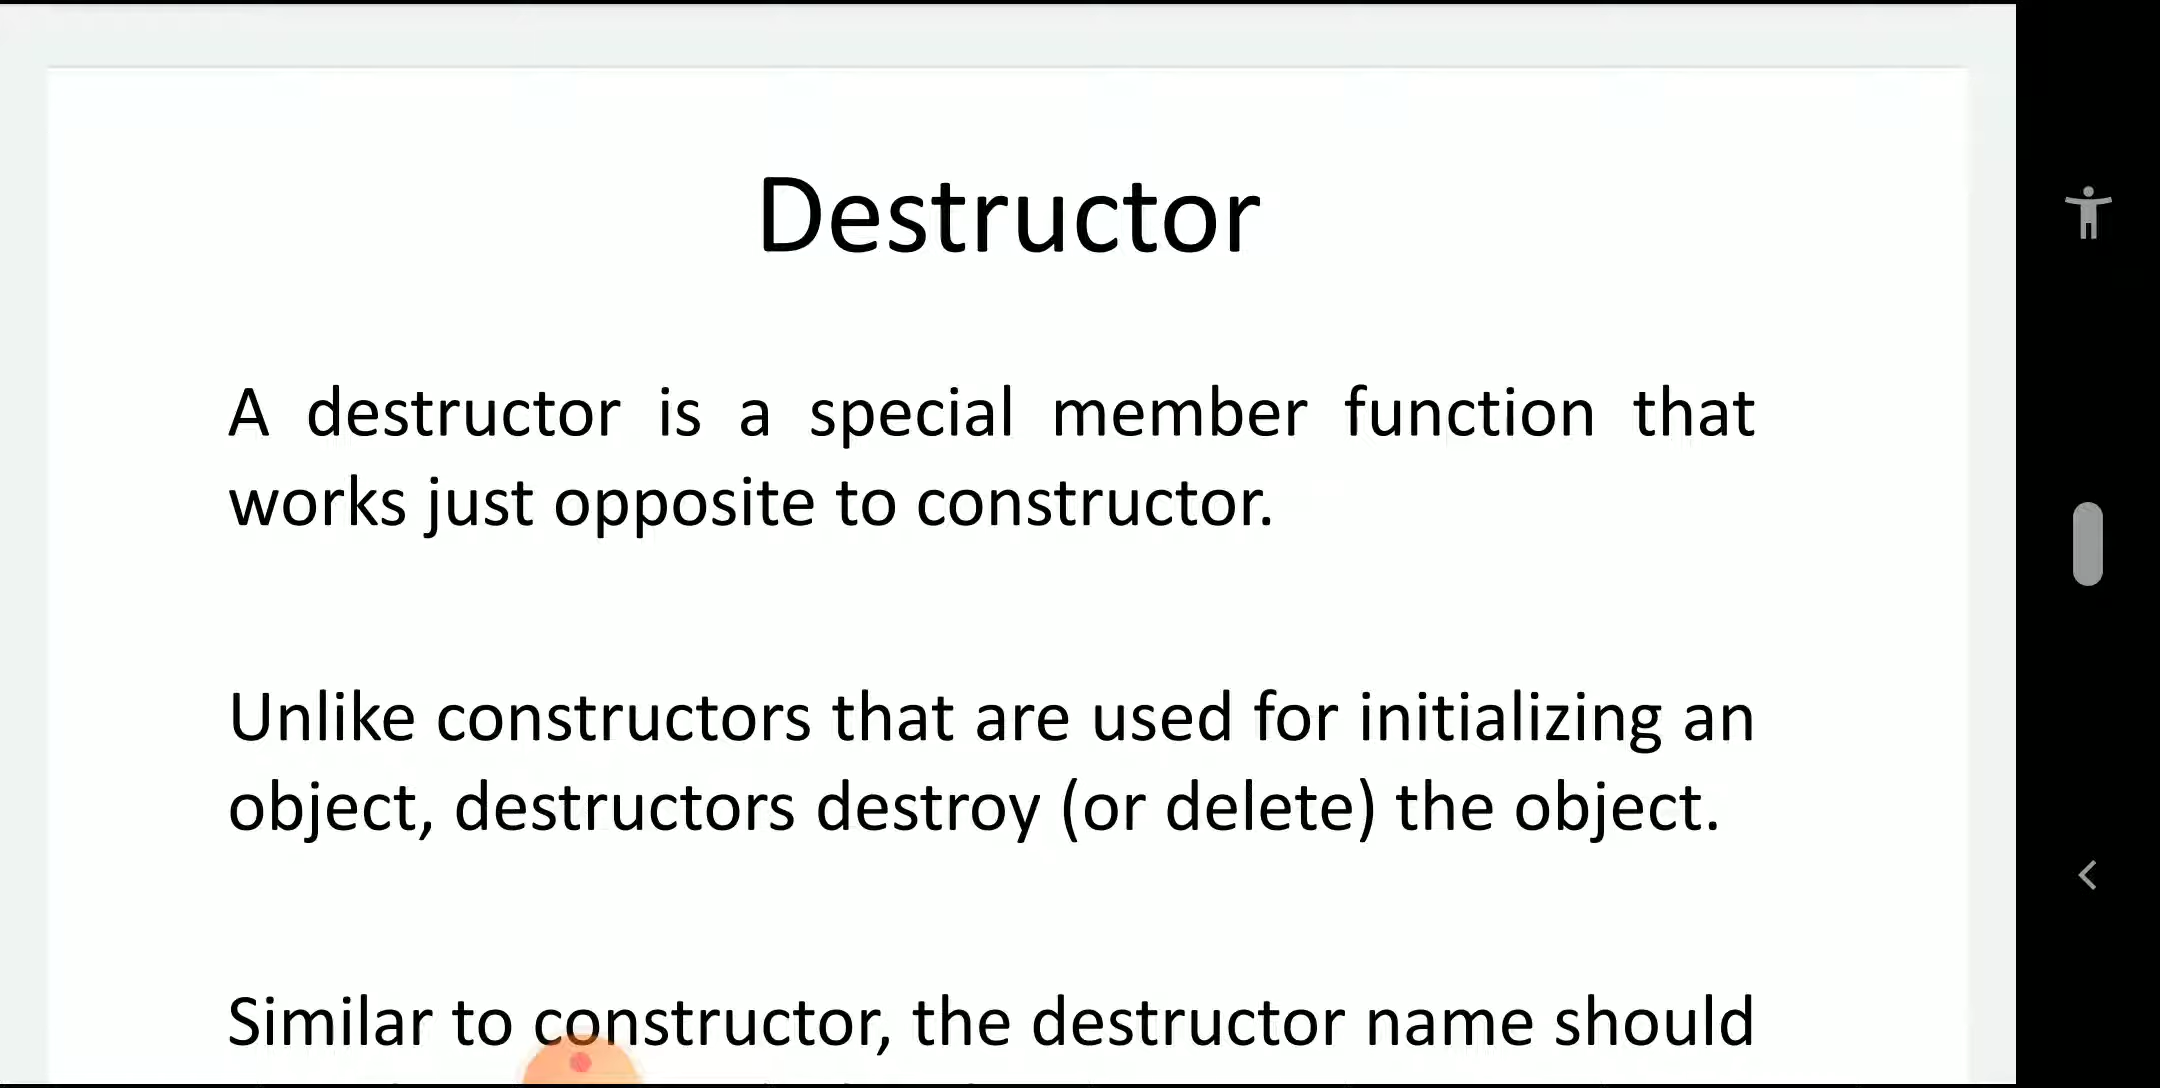 Destructor
A destructor is a special member function that
works just opposite to constructor.
Unlike constructors that are used for initializing an
object, destructors destroy (or delete) the object.
Similar to constructor, the destructor name should